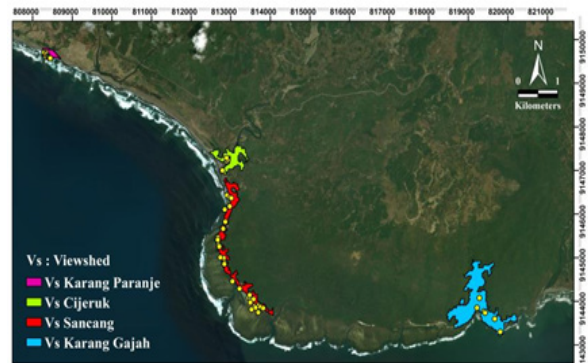 808000 809000 810000 811000 812000 813000 814000 815000 816000 817000 818000 819000 820000 821000
N
0 1
Kilometers
9150000
9149000
9148000
9147000
9146000
9145000
9144000
Vs : Viewshed
Vs Karang Paranje
Vs Cijeruk
Vs Sancang
Vs Karang Gajah